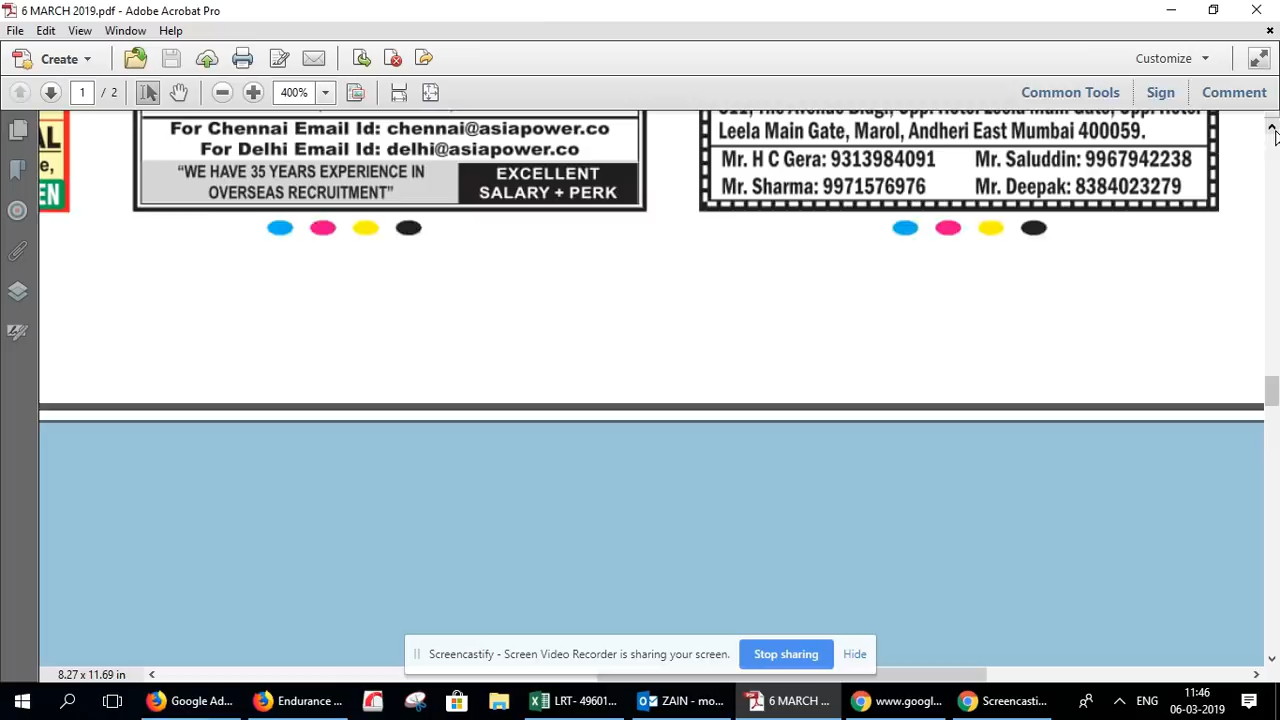 6 MARCH 2019.pdf - Adobe Acrobat Pro
File Edit View Window Help
Create Customize
1 / 2 400% Common Tools Sign Comment
AL
e,
EN
For Chennai Email Id: chennai@asiapower.co
For Delhi Email Id: delhi@asiapower.co
"WE HAVE 35 YEARS EXPERIENCE IN
OVERSEAS RECRUITMENT"
EXCELLENT
SALARY + PERK
Leela Main Gate, Marol, Andheri East Mumbai 400059.
Mr. H C Gera: 9313984091 Mr. Saluddin: 9967942238
Mr. Sharma: 9971576976 Mr. Deepak: 8384023279
Screencastify - Screen Video Recorder is sharing your screen. Stop sharing Hide
8.27 x 11.69 in
Google Ad... Endurance ... LRT- 49601... ZAIN - mo... 6 MARCH ... www.googl... Screencasti... ENG 11:46
06-03-2019